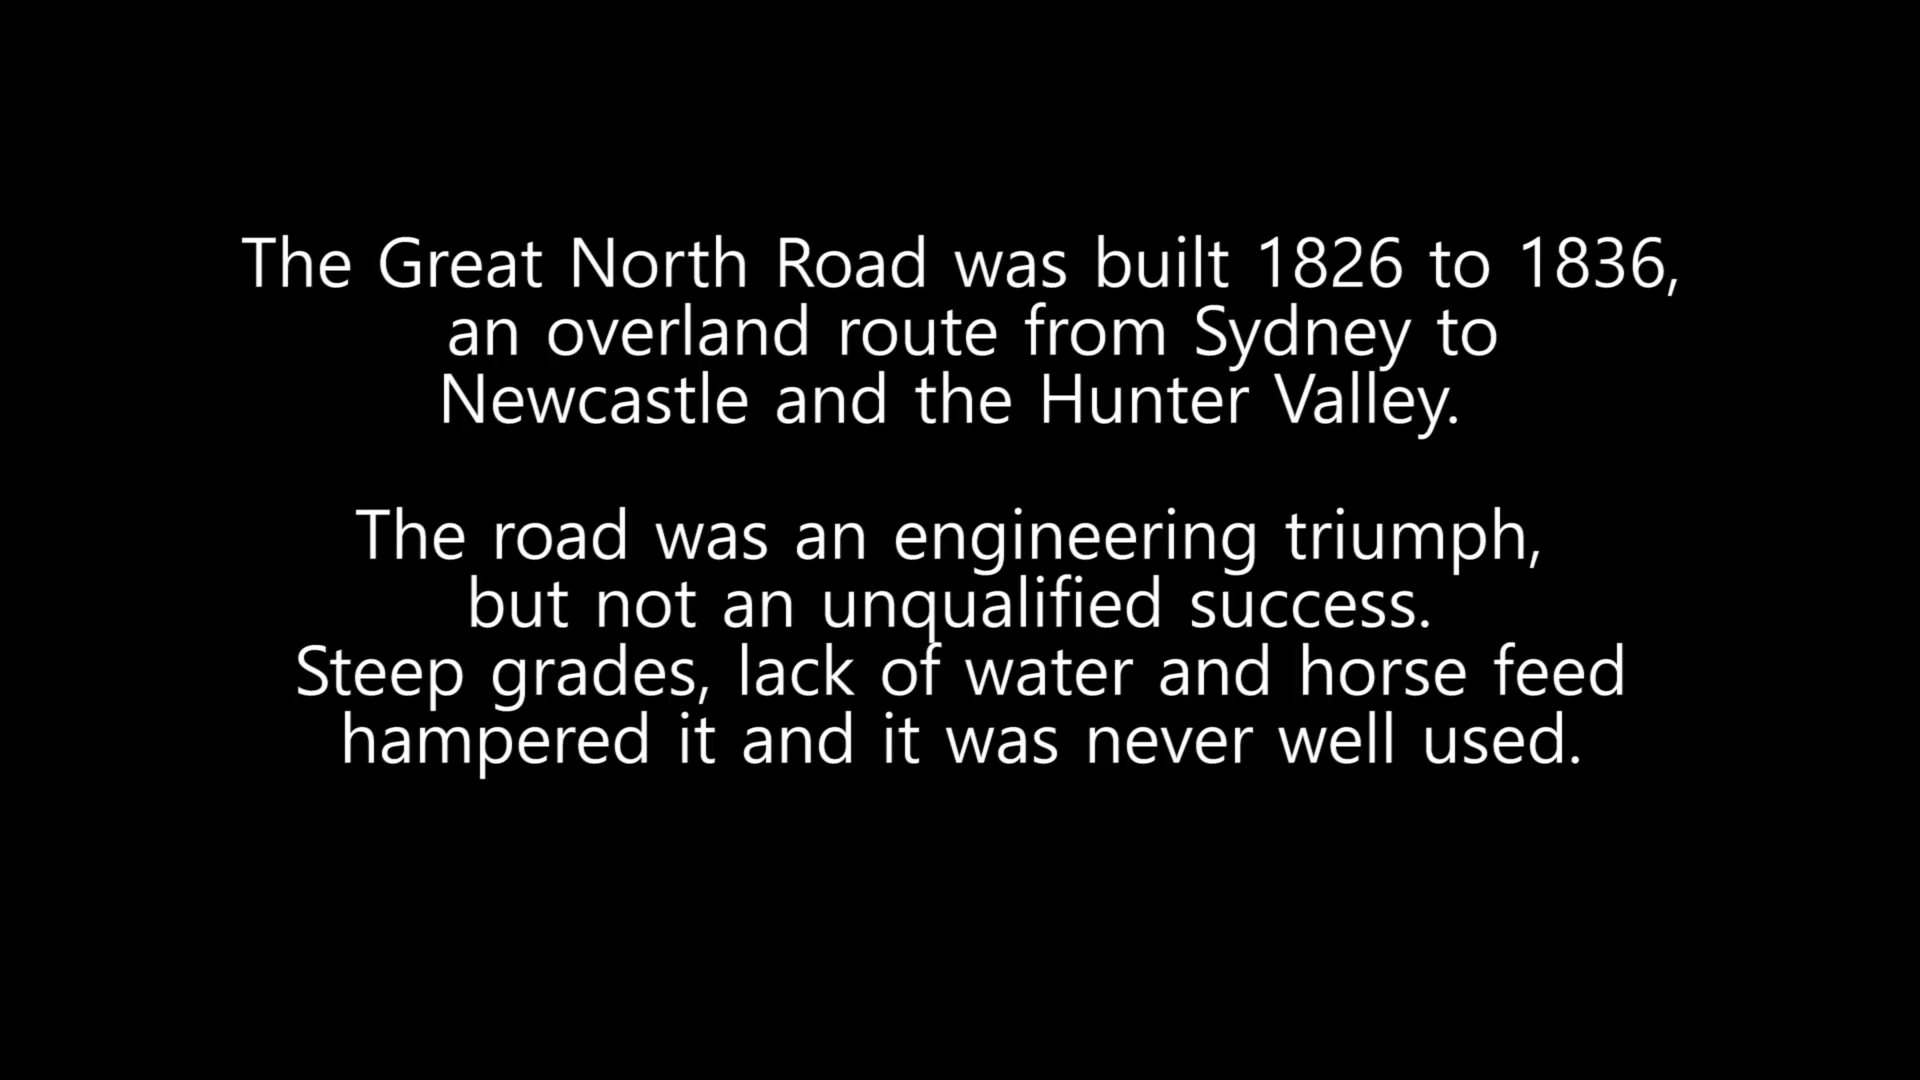 The Great North Road was built 1826 to 1836,
an overland route from Sydney to
Newcastle and the Hunter Valley.
The road was an engineering triumph,
but not an unqualified success.
Steep grades, lack of water and horse feed
hampered it and it was never well used.